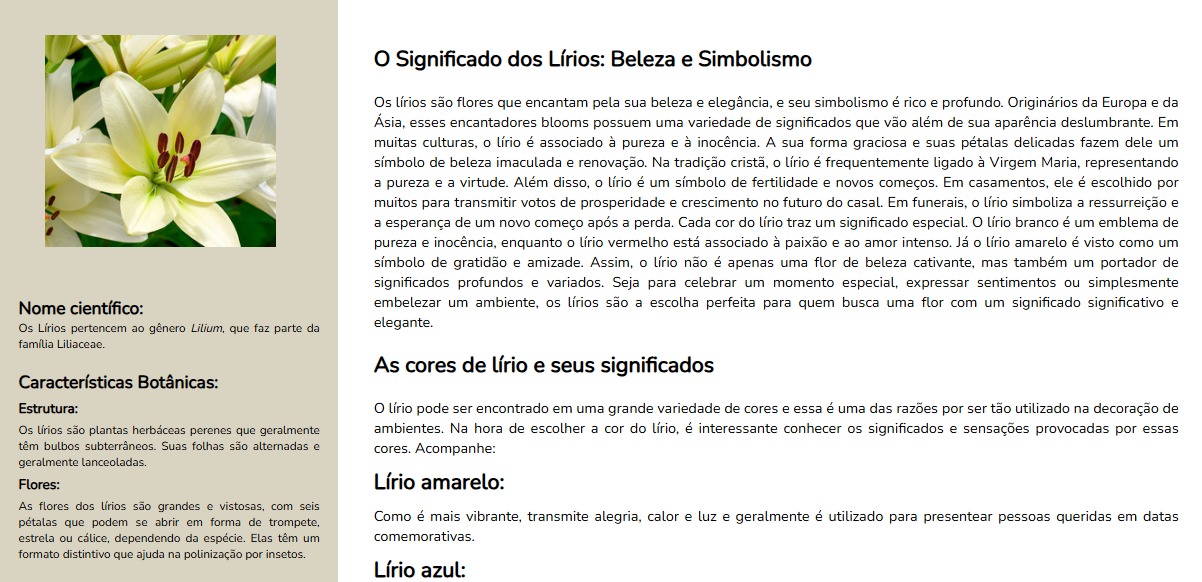 Nome científico:
Os Lírios pertencem ao gênero Lilium, que faz parte da
família Liliaceae.
Características Botânicas:
Estrutura:
Os lírios são plantas herbáceas perenes que geralmente
têm bulbos subterrâneos. Suas folhas são alternadas e
geralmente lanceoladas.
Flores:
As flores dos lírios são grandes e vistosas, com seis
pétalas que podem se abrir em forma de trompete,
estrela ou cálice, dependendo da espécie. Elas têm um
formato distintivo que ajuda na polinização por insetos.
O Significado dos Lírios: Beleza e Simbolismo
Os lírios são flores que encantam pela sua beleza e elegância, e seu simbolismo é rico e profundo. Originários da Europa e da
Ásia, esses encantadores blooms possuem uma variedade de significados que vão além de sua aparência deslumbrante. Em
muitas culturas, o lírio é associado à pureza e à inocência. A sua forma graciosa e suas pétalas delicadas fazem dele um
símbolo de beleza imaculada e renovação. Na tradição cristã, o lírio é frequentemente ligado à Virgem Maria, representando
a pureza e a virtude. Além disso, o lírio é um símbolo de fertilidade e novos começos. Em casamentos, ele é escolhido por
muitos para transmitir votos de prosperidade e crescimento no futuro do casal. Em funerais, o lírio simboliza a ressurreição e
a esperança de um novo começo após a perda. Cada cor do lírio traz um significado especial. O lírio branco é um emblema de
pureza e inocência, enquanto o lírio vermelho está associado à paixão e ao amor intenso. Já o lírio amarelo é visto como um
símbolo de gratidão e amizade. Assim, o lírio não é apenas uma flor de beleza cativante, mas também um portador de
significados profundos e variados. Seja para celebrar um momento especial, expressar sentimentos ou simplesmente
embelezar um ambiente, os lírios são a escolha perfeita para quem busca uma flor com um significado significativo e
elegante.
As cores de lírio e seus significados
O lírio pode ser encontrado em uma grande variedade de cores e essa é uma das razões por ser tão utilizado na decoração de
ambientes. Na hora de escolher a cor do lírio, é interessante conhecer os significados e sensações provocadas por essas
cores. Acompanhe:
Lírio amarelo:
Como é mais vibrante, transmite alegria, calor e luz e geralmente é utilizado para presentear pessoas queridas em datas
comemorativas.
Lírio azul: